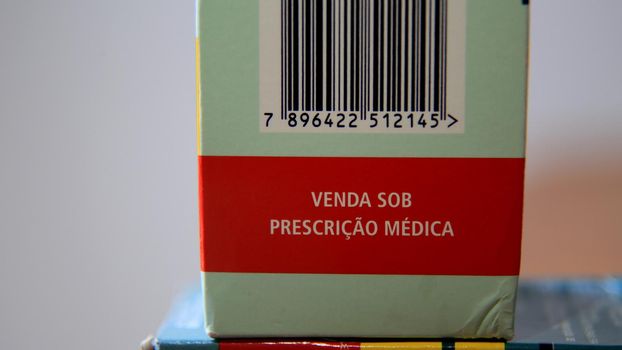 7 896422 512145 >
VENDA SOB
PRESCRIÇÃO MÉDICA